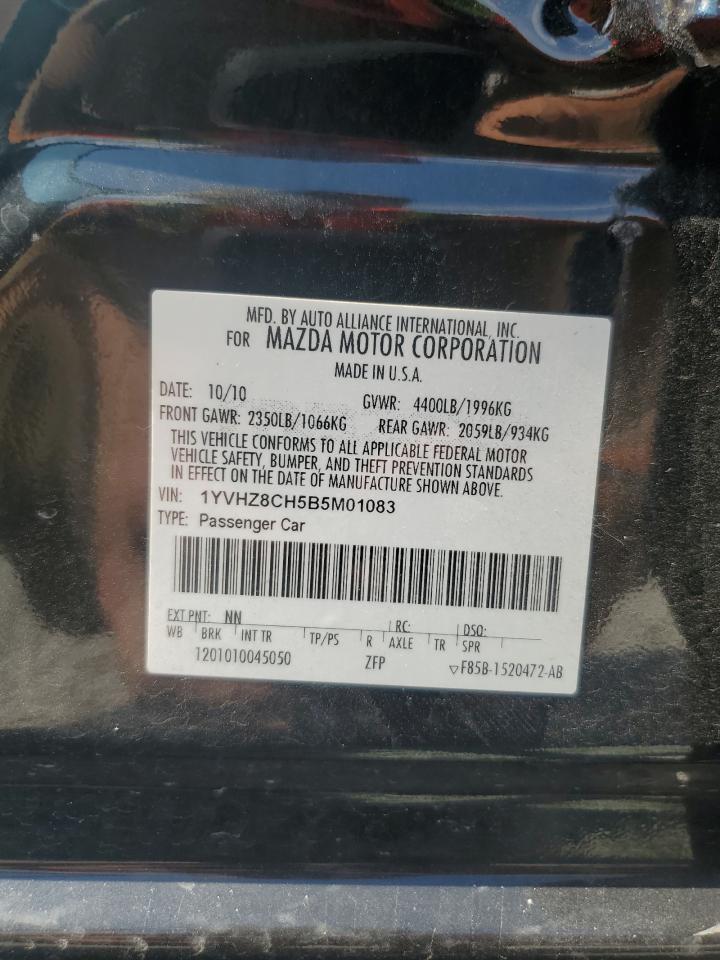 MFD. BY AUTO ALLIANCE INTERNATIONAL, INC.
FOR MAZDA MOTOR CORPORATION
MADE IN U.S.A.
DATE: 10/10 GVWR: 4400LB/1996KG
FRONT GAWR: 2350LB/1066KG REAR GAWR: 2059LB/934KG
THIS VEHICLE CONFORMS TO ALL APPLICABLE FEDERAL MOTOR
VEHICLE SAFETY, BUMPER, AND THEFT PREVENTION STANDARDS
IN EFFECT ON THE DATE OF MANUFACTURE SHOWN ABOVE.
VIN: 1YVHZ8CH5B5M01083
TYPE: Passenger Car
EXT PNT: NN RC: DSO:
WB BRK INT TR TP/PS R AXLE TR SPR
1201010045050 ZFP ▽F85B-1520472-AB